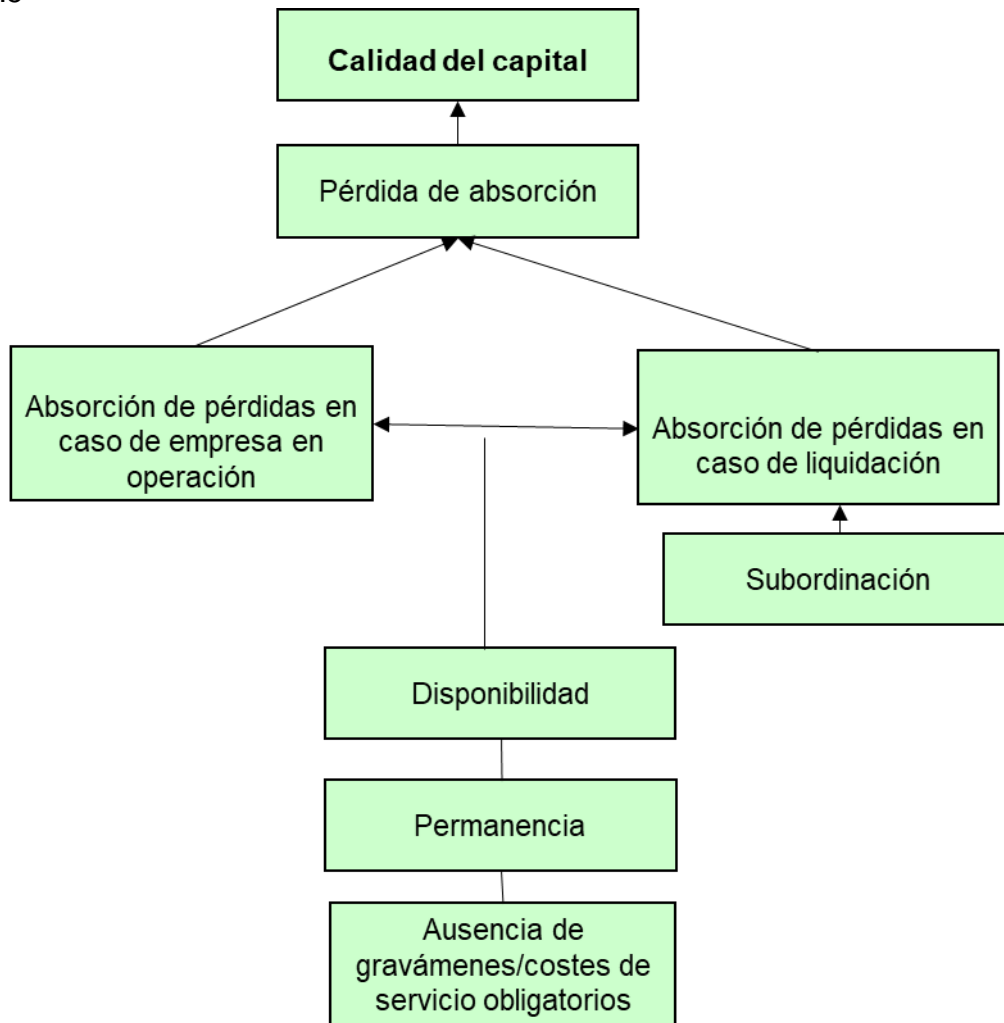 Calidad del capital
Pérdida de absorción
Absorción de pérdidas en
caso de empresa en
operación
Absorción de pérdidas en
caso de liquidación
Subordinación
Disponibilidad
Permanencia
Ausencia de
gravámenes/costes de
servicio obligatorios